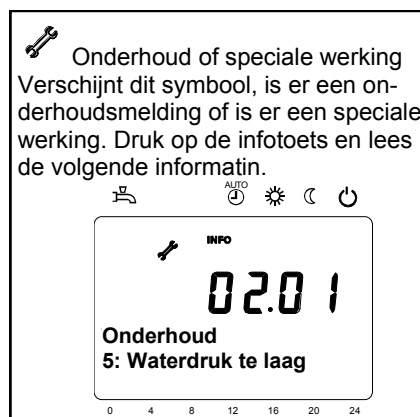 Onderhoud of speciale werking
Verschijnt dit symbool, is er een on-
derhoudsmelding of is er een speciale
werking. Druk op de infotoets en lees
de volgende informatin.
AUTO
INFO
02.01
Onderhoud
5: Waterdruk te laag
0 4 8 12 16 20 24